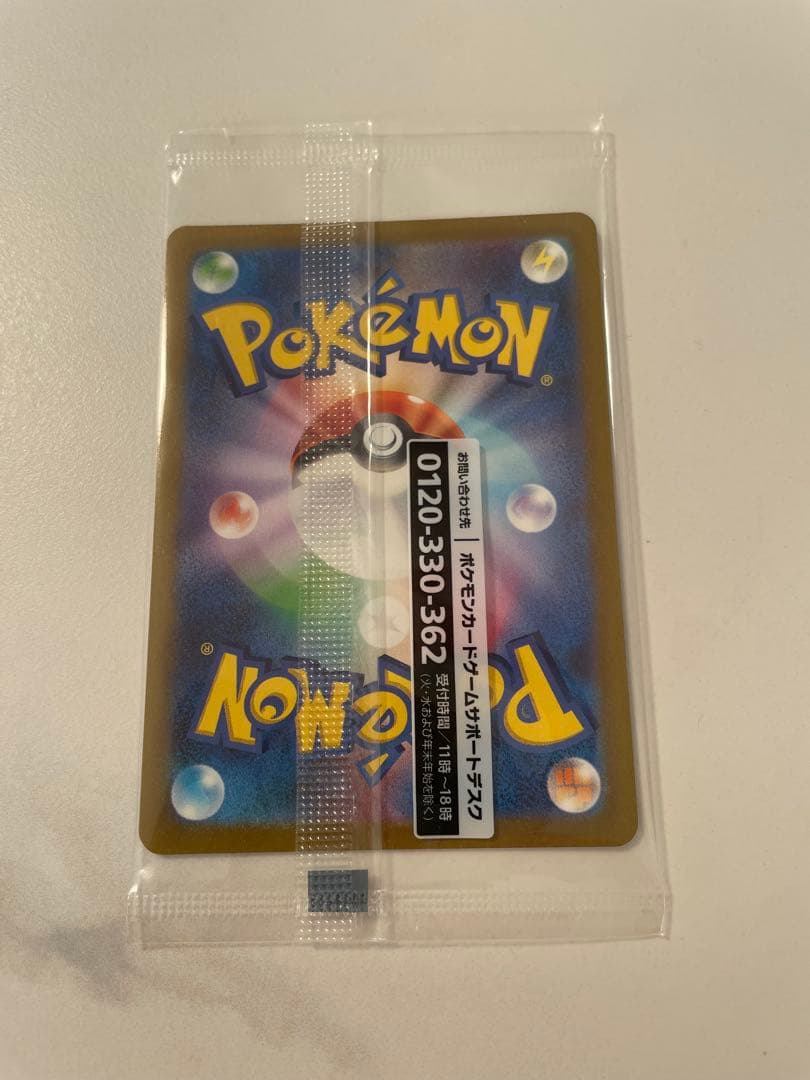 POKéMON
®
お問い合わせ先 | ポケモンカードゲームサポートデスク
0120-330-362 受付時間/11時～18時
(火・水および年末年始を除く)
POKéMON
®